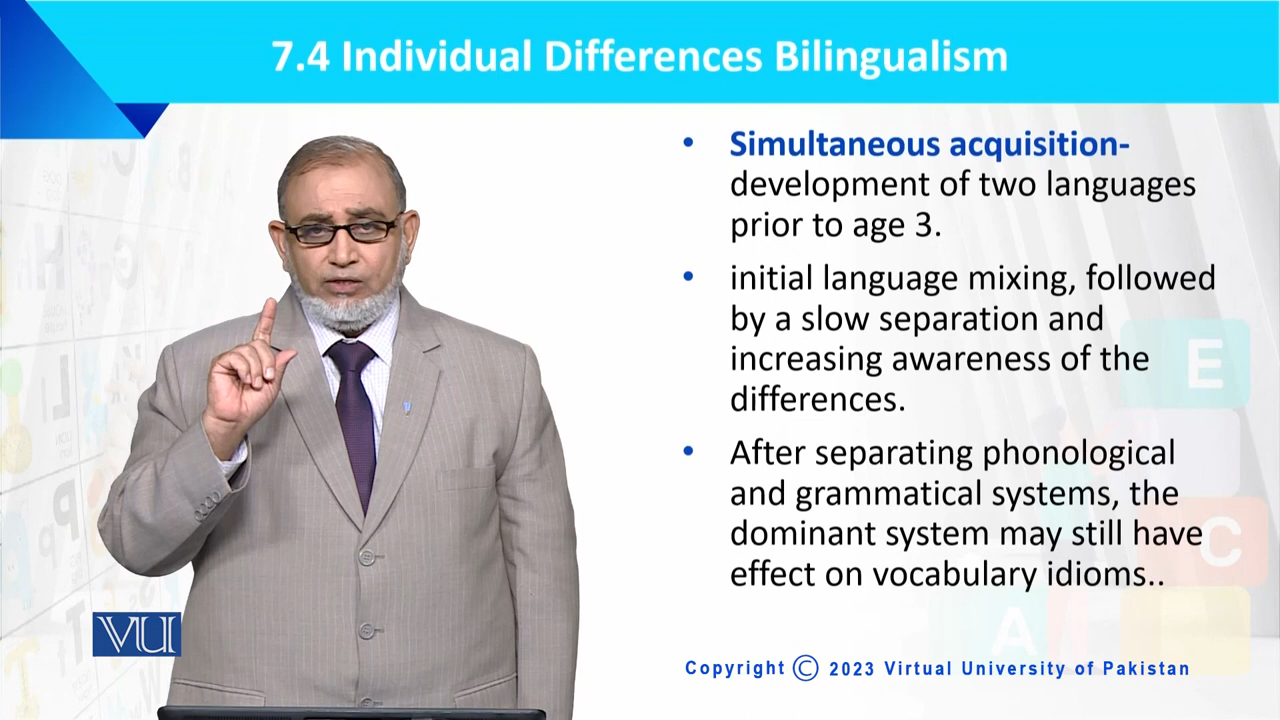 7.4 Individual Differences Bilingualism
• Simultaneous acquisition-
development of two languages
prior to age 3.
• initial language mixing, followed
by a slow separation and
increasing awareness of the
differences.
• After separating phonological
and grammatical systems, the
dominant system may still have
effect on vocabulary idioms..
E
C
A
VU
Copyright © 2023 Virtual University of Pakistan